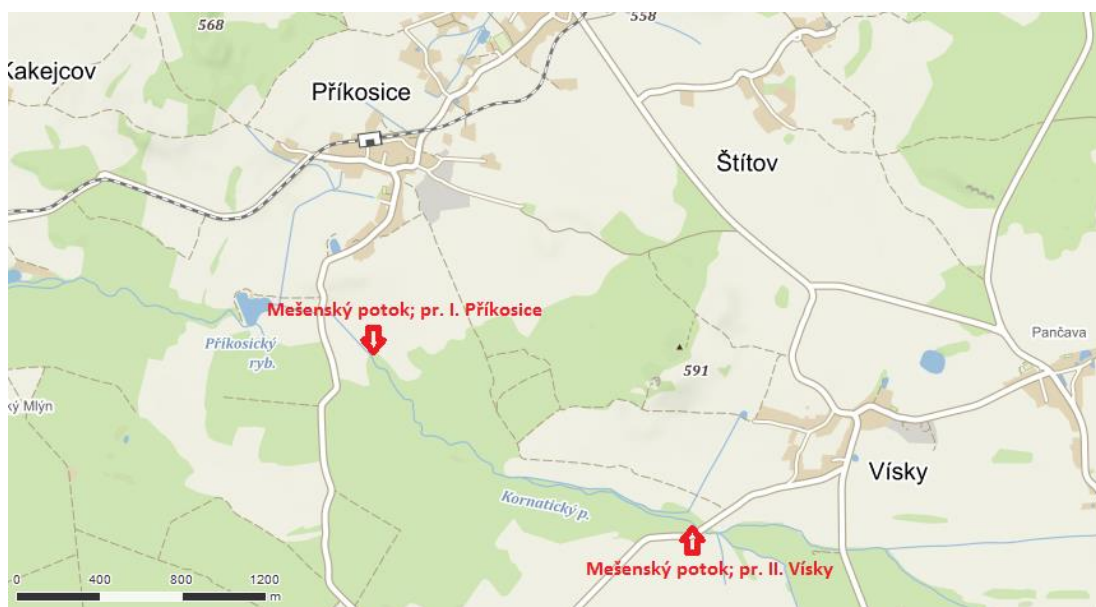 568
558
Kakejcov
Příkosice
Štítov
Mešenský potok; pr. I. Příkosice
Příkosický
ryb.
Pančava
591
ký Mlýn
Vísky
Kornatický p.
Mešenský potok; pr. II. Vísky
0 400 800 1200
m